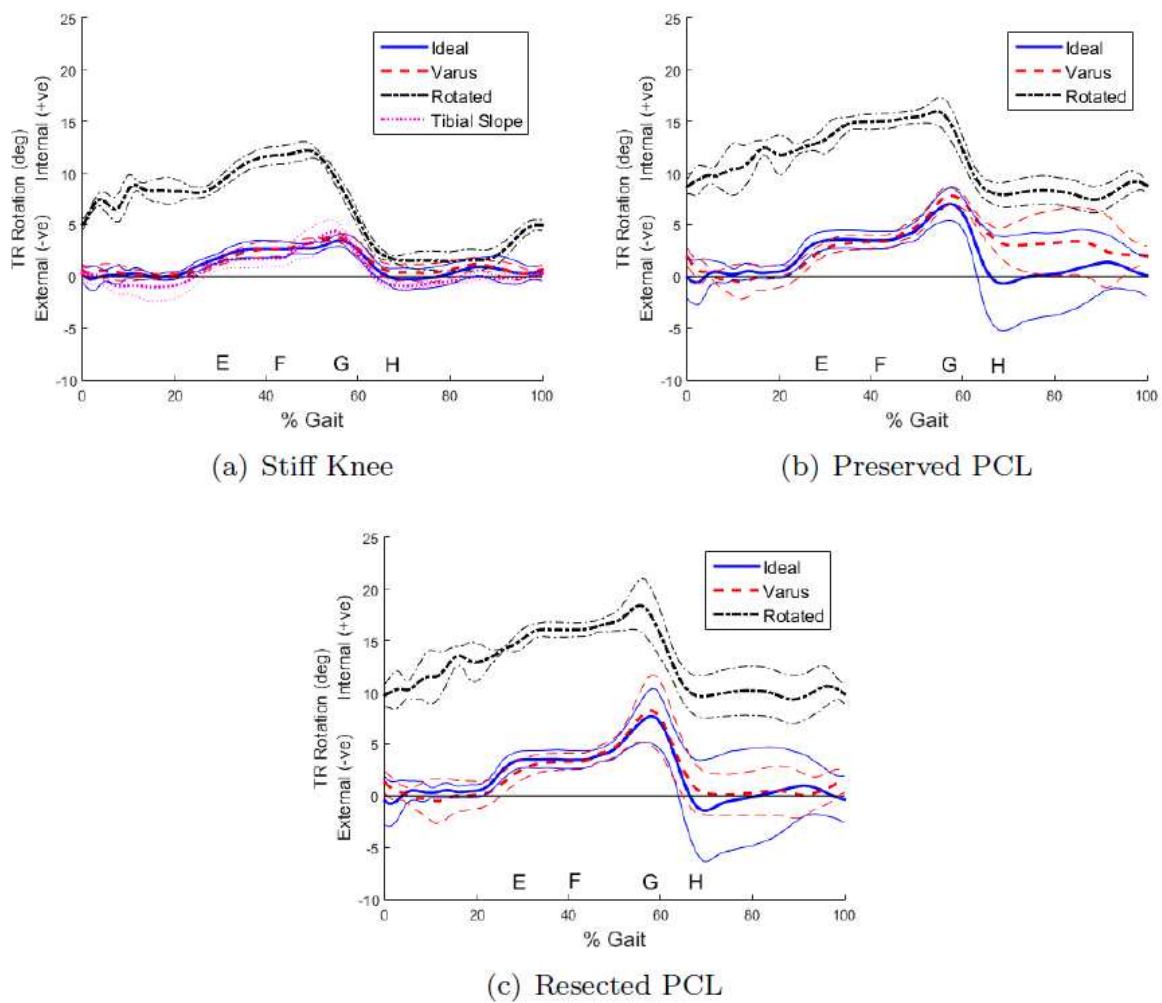 25
20
15
10
5
0
-5
-10
TR Rotation (deg)
External (-ve) Internal (+ve)
Ideal
Varus
Rotated
Tibial Slope
E F G H
0 20 40 60 80 100
% Gait
(a) Stiff Knee
25
20
15
10
5
0
-5
-10
TR Rotation (deg)
External (-ve) Internal (+ve)
Ideal
Varus
Rotated
E F G H
0 20 40 60 80 100
% Gait
(b) Preserved PCL
25
20
15
10
5
0
-5
-10
TR Rotation (deg)
External (-ve) Internal (+ve)
Ideal
Varus
Rotated
E F G H
0 20 40 60 80 100
% Gait
(c) Resected PCL